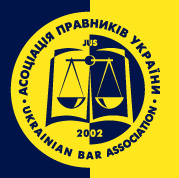 АСОЦІАЦІЯ ПРАВНИКІВ УКРАЇНИ
JUS
2002
• UKRAINIAN BAR ASSOCIATION •